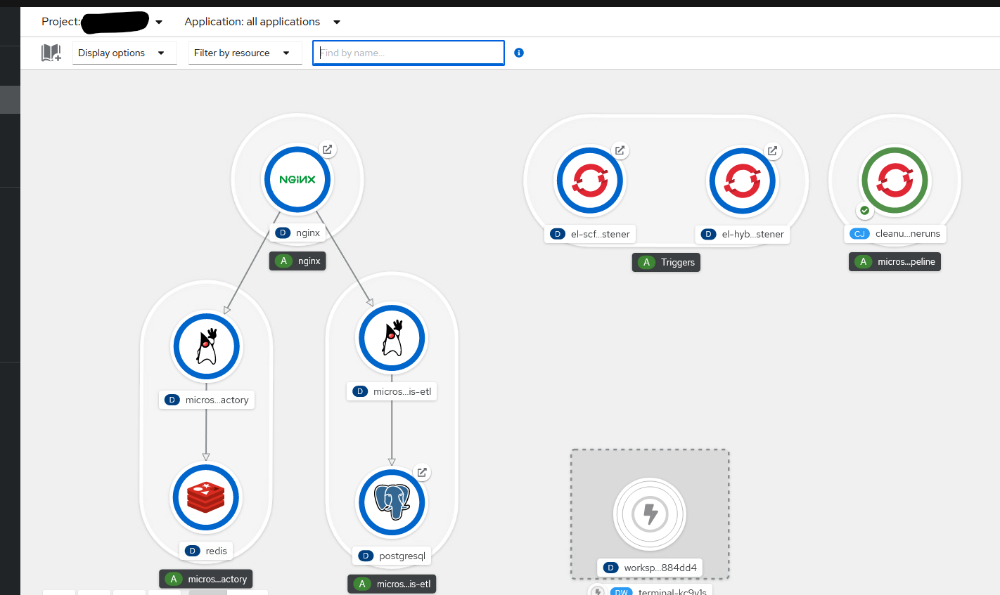 Project:
Application: all applications
Display options
Filter by resource
Find by name...
NGINX
D nginx
A nginx
D el-scf...stener
D el-hyb...stener
A Triggers
CJ cleanu...neruns
A micros...peline
D micros...actory
D micros...is-etl
D redis
A micros...actory
D postgresql
A micros...is-etl
D worksp...884dd4
DW terminal-kc9v1s